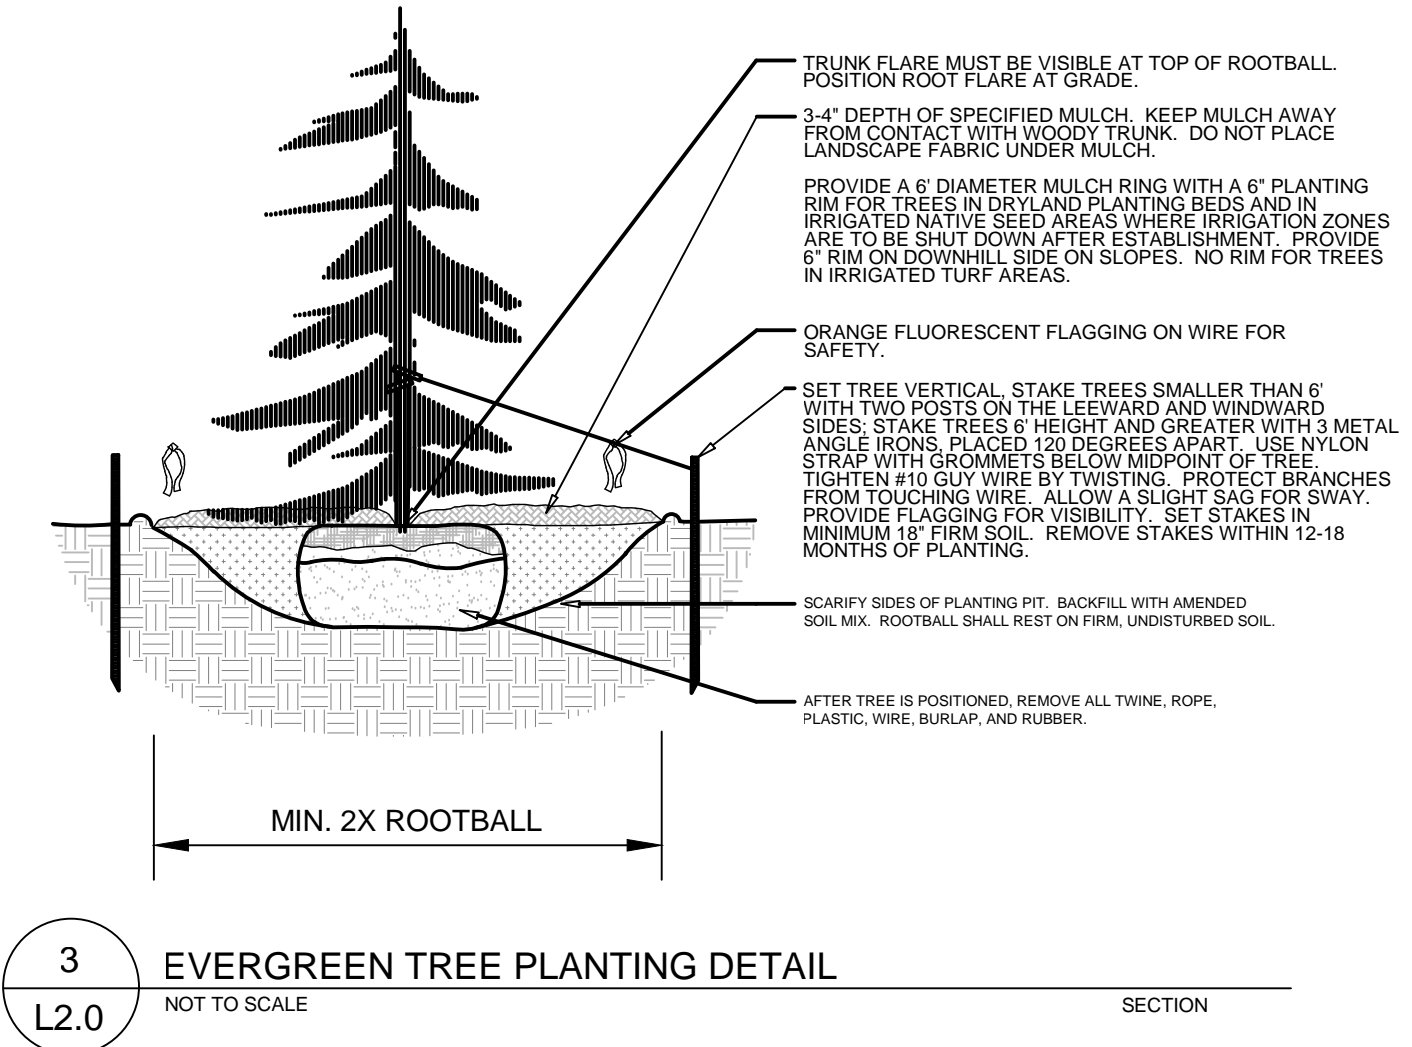 TRUNK FLARE MUST BE VISIBLE AT TOP OF ROOTBALL.
POSITION ROOT FLARE AT GRADE.
3-4" DEPTH OF SPECIFIED MULCH. KEEP MULCH AWAY
FROM CONTACT WITH WOODY TRUNK. DO NOT PLACE
LANDSCAPE FABRIC UNDER MULCH.
PROVIDE A 6' DIAMETER MULCH RING WITH A 6" PLANTING
RIM FOR TREES IN DRYLAND PLANTING BEDS AND IN
IRRIGATED NATIVE SEED AREAS WHERE IRRIGATION ZONES
ARE TO BE SHUT DOWN AFTER ESTABLISHMENT. PROVIDE
6" RIM ON DOWNHILL SIDE ON SLOPES. NO RIM FOR TREES
IN IRRIGATED TURF AREAS.
ORANGE FLUORESCENT FLAGGING ON WIRE FOR
SAFETY.
SET TREE VERTICAL, STAKE TREES SMALLER THAN 6'
WITH TWO POSTS ON THE LEEWARD AND WINDWARD
SIDES; STAKE TREES 6' HEIGHT AND GREATER WITH 3 METAL
ANGLE IRONS, PLACED 120 DEGREES APART. USE NYLON
STRAP WITH GROMMETS BELOW MIDPOINT OF TREE.
TIGHTEN #10 GUY WIRE BY TWISTING. PROTECT BRANCHES
FROM TOUCHING WIRE. ALLOW A SLIGHT SAG FOR SWAY.
PROVIDE FLAGGING FOR VISIBILITY. SET STAKES IN
MINIMUM 18" FIRM SOIL. REMOVE STAKES WITHIN 12-18
MONTHS OF PLANTING.
SCARIFY SIDES OF PLANTING PIT. BACKFILL WITH AMENDED
SOIL MIX. ROOTBALL SHALL REST ON FIRM, UNDISTURBED SOIL.
AFTER TREE IS POSITIONED, REMOVE ALL TWINE, ROPE,
PLASTIC, WIRE, BURLAP, AND RUBBER.
MIN. 2X ROOTBALL
3
L2.0
EVERGREEN TREE PLANTING DETAIL
NOT TO SCALE
SECTION